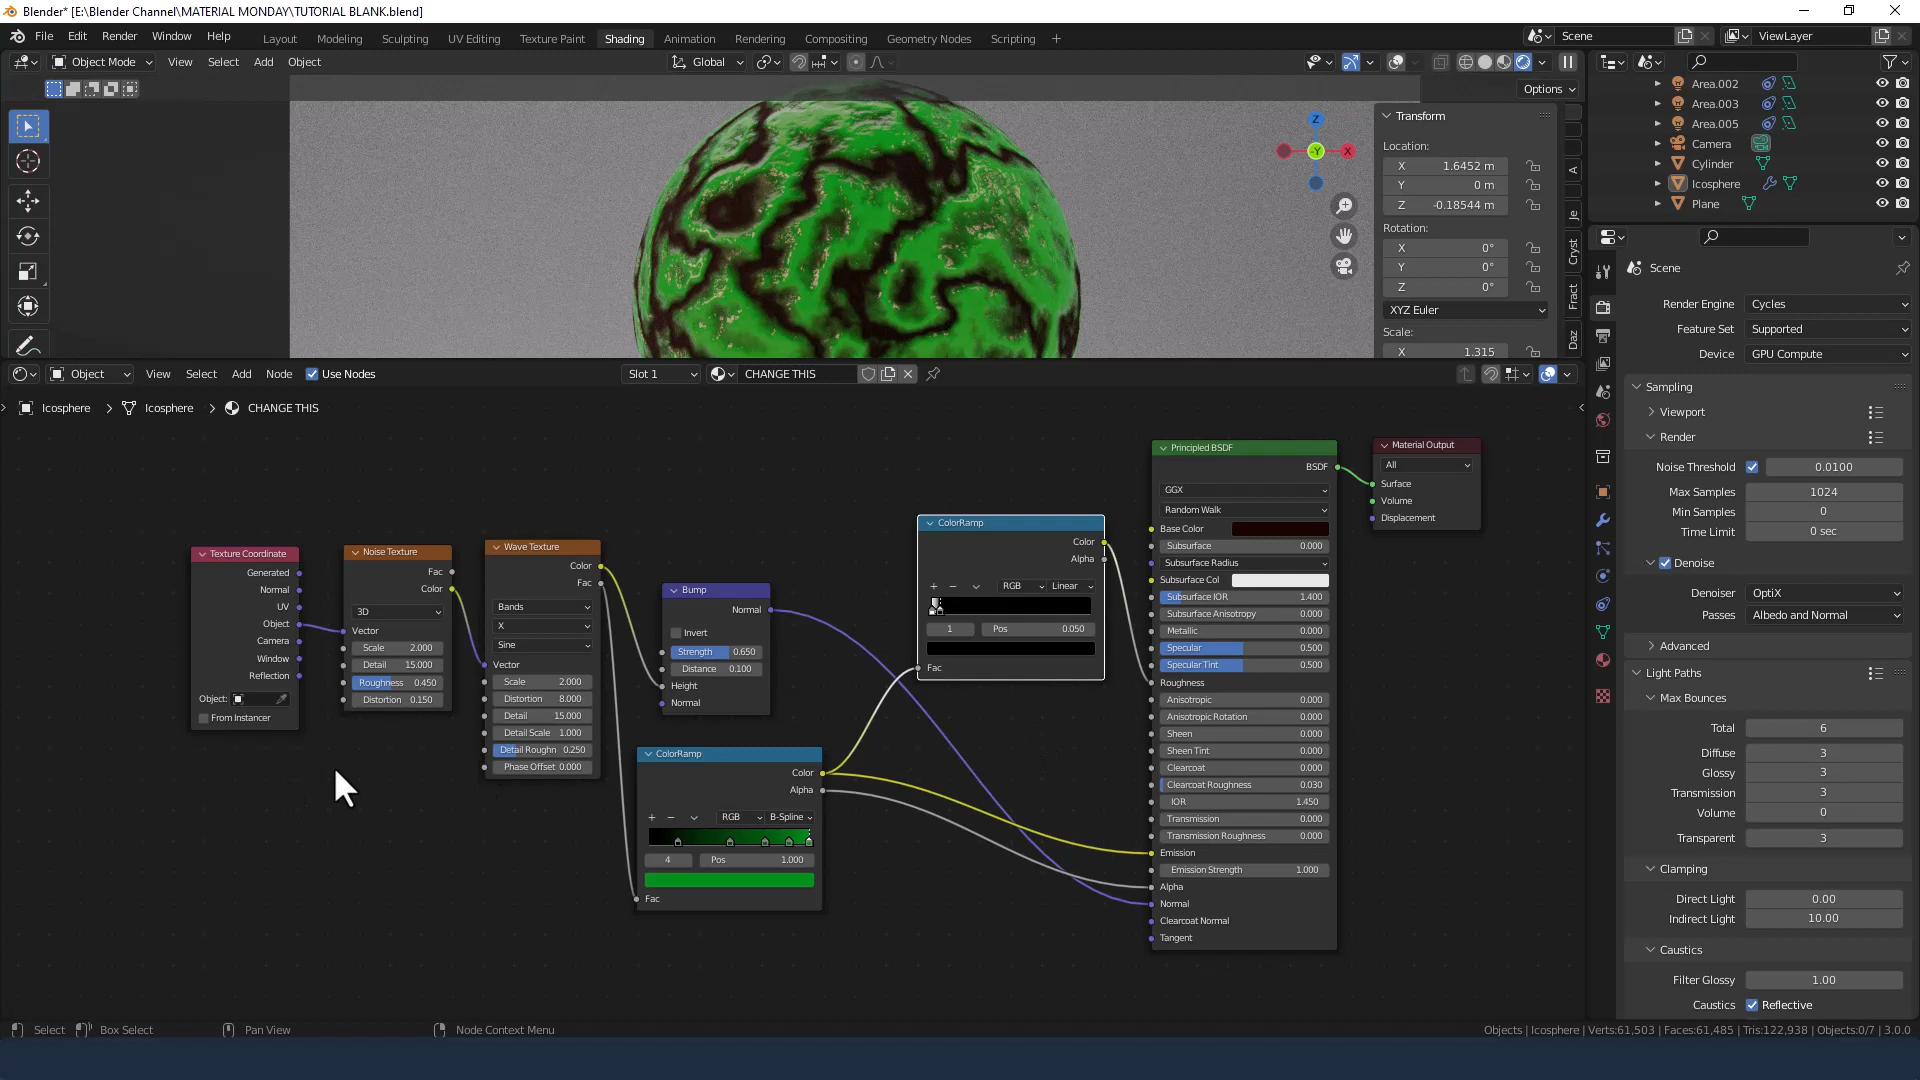 Blender* [E:\Blender Channel\MATERIAL MONDAY\TUTORIAL BLANK.blend]
File Edit Render Window Help
Layout Modeling Sculpting UV Editing Texture Paint Shading Animation Rendering Compositing Geometry Nodes Scripting +
Scene
ViewLayer
Object Mode View Select Add Object
Global
Options
Z
Y
X
Transform
Location:
X 1.6452 m
Y 0 m
Z -0.18544 m
Rotation:
X 0°
Y 0°
Z 0°
XYZ Euler
Scale:
X 1.315
A
Je
Cryst
Fract
Daz
Area.002
Area.003
Area.005
Camera
Cylinder
Icosphere
Plane
Object View Select Add Node Use Nodes
Slot 1
CHANGE THIS
Icosphere > Icosphere > CHANGE THIS
Texture Coordinate
Generated
Normal
UV
Object
Camera
Window
Reflection
Object:
From Instancer
Noise Texture
Fac
Color
3D
Vector
Scale 2.000
Detail 15.000
Roughness 0.450
Distortion 0.150
Wave Texture
Color
Fac
Bands
X
Sine
Vector
Scale 2.000
Distortion 8.000
Detail 15.000
Detail Scale 1.000
Detail Roughn 0.250
Phase Offset 0.000
Bump
Normal
Invert
Strength 0.650
Distance 0.100
Height
Normal
ColorRamp
Color
Alpha
+ − RGB B-Spline
4 Pos 1.000
Fac
ColorRamp
Color
Alpha
+ − RGB Linear
1 Pos 0.050
Fac
Principled BSDF
BSDF
GGX
Random Walk
Base Color
Subsurface 0.000
Subsurface Radius
Subsurface Col
Subsurface IOR 1.400
Subsurface Anisotropy 0.000
Metallic 0.000
Specular 0.500
Specular Tint 0.500
Roughness
Anisotropic 0.000
Anisotropic Rotation 0.000
Sheen 0.000
Sheen Tint 0.000
Clearcoat 0.000
Clearcoat Roughness 0.030
IOR 1.450
Transmission 0.000
Transmission Roughness 0.000
Emission
Emission Strength 1.000
Alpha
Normal
Clearcoat Normal
Tangent
Material Output
All
Surface
Volume
Displacement
Scene
Render Engine Cycles
Feature Set Supported
Device GPU Compute
Sampling
Viewport
Render
Noise Threshold 0.0100
Max Samples 1024
Min Samples 0
Time Limit 0 sec
Denoise
Denoiser OptiX
Passes Albedo and Normal
Advanced
Light Paths
Max Bounces
Total 6
Diffuse 3
Glossy 3
Transmission 3
Volume 0
Transparent 3
Clamping
Direct Light 0.00
Indirect Light 10.00
Caustics
Filter Glossy 1.00
Caustics Reflective
Select Box Select Pan View Node Context Menu
Objects | Icosphere | Verts:61,503 | Faces:61,485 | Tris:122,938 | Objects:0/7 | 3.0.0